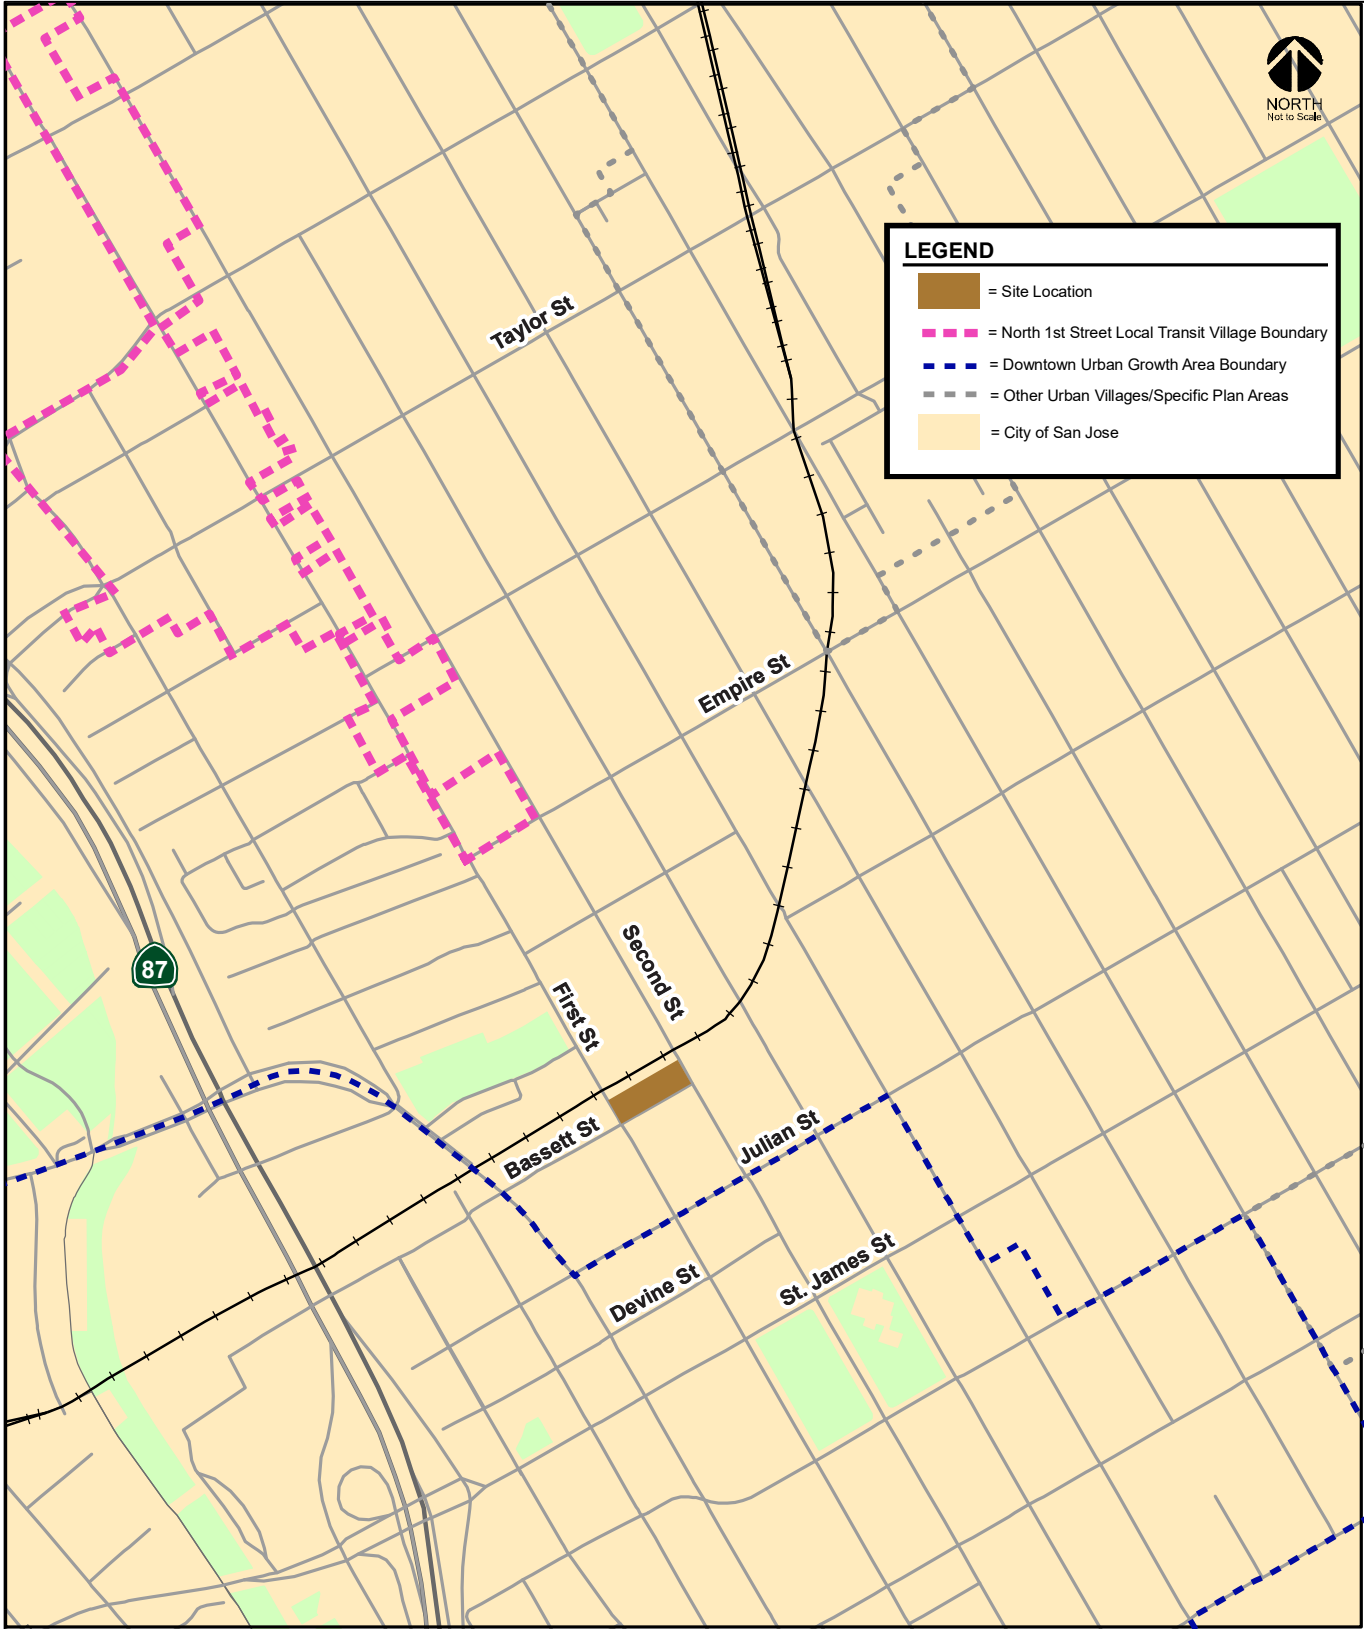 NORTH
Not to Scale
LEGEND
= Site Location
= North 1st Street Local Transit Village Boundary
= Downtown Urban Growth Area Boundary
= Other Urban Villages/Specific Plan Areas
= City of San Jose
Taylor St
Empire St
Second St
87
First St
Bassett St
Julian St
St. James St
Devine St